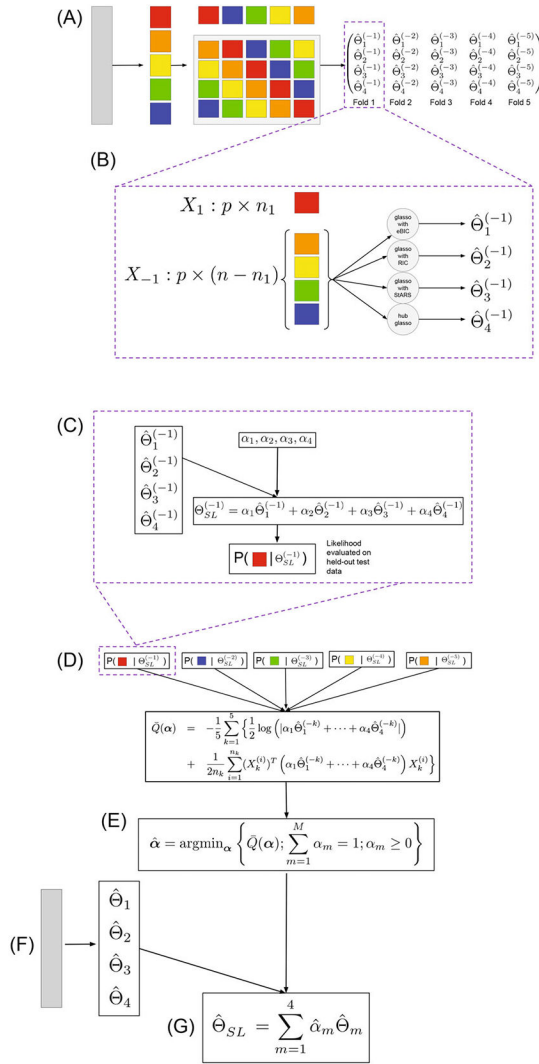 (A)
Θ̂₁⁽⁻¹⁾ Θ̂₁⁽⁻²⁾ Θ̂₁⁽⁻³⁾ Θ̂₁⁽⁻⁴⁾ Θ̂₁⁽⁻⁵⁾
Θ̂₂⁽⁻¹⁾ Θ̂₂⁽⁻²⁾ Θ̂₂⁽⁻³⁾ Θ̂₂⁽⁻⁴⁾ Θ̂₂⁽⁻⁵⁾
Θ̂₃⁽⁻¹⁾ Θ̂₃⁽⁻²⁾ Θ̂₃⁽⁻³⁾ Θ̂₃⁽⁻⁴⁾ Θ̂₃⁽⁻⁵⁾
Θ̂₄⁽⁻¹⁾ Θ̂₄⁽⁻²⁾ Θ̂₄⁽⁻³⁾ Θ̂₄⁽⁻⁴⁾ Θ̂₄⁽⁻⁵⁾
Fold 1 Fold 2 Fold 3 Fold 4 Fold 5
(B)
X₁ : p × n₁
X₋₁ : p × (n − n₁)
glasso with eBIC
Θ̂₁⁽⁻¹⁾
glasso with RIC
Θ̂₂⁽⁻¹⁾
glasso with StARS
Θ̂₃⁽⁻¹⁾
hub glasso
Θ̂₄⁽⁻¹⁾
(C)
Θ̂₁⁽⁻¹⁾
Θ̂₂⁽⁻¹⁾
Θ̂₃⁽⁻¹⁾
Θ̂₄⁽⁻¹⁾
α₁, α₂, α₃, α₄
Θ_SL⁽⁻¹⁾ = α₁Θ̂₁⁽⁻¹⁾ + α₂Θ̂₂⁽⁻¹⁾ + α₃Θ̂₃⁽⁻¹⁾ + α₄Θ̂₄⁽⁻¹⁾
P( | Θ_SL⁽⁻¹⁾ )
Likelihood
evaluated on
held-out test
data
(D)
P( | Θ_SL⁽⁻¹⁾ ) P( | Θ_SL⁽⁻²⁾ ) P( | Θ_SL⁽⁻³⁾ ) P( | Θ_SL⁽⁻⁴⁾ ) P( | Θ_SL⁽⁻⁵⁾ )
Q̄(α) = −1/5 ∑_{k=1}^{5} { 1/2 log ( |α₁Θ̂₁⁽⁻ᵏ⁾ + ⋯ + α₄Θ̂₄⁽⁻ᵏ⁾| )
+ 1/(2n_k) ∑_{i=1}^{n_k} (X_k⁽ⁱ⁾)ᵀ ( α₁Θ̂₁⁽⁻ᵏ⁾ + ⋯ + α₄Θ̂₄⁽⁻ᵏ⁾ ) X_k⁽ⁱ⁾ }
(E)
α̂ = argmin_α { Q̄(α); ∑_{m=1}^{M} α_m = 1; α_m ≥ 0 }
(F)
Θ̂₁
Θ̂₂
Θ̂₃
Θ̂₄
(G)
Θ̂_SL = ∑_{m=1}^{4} α̂_m Θ̂_m